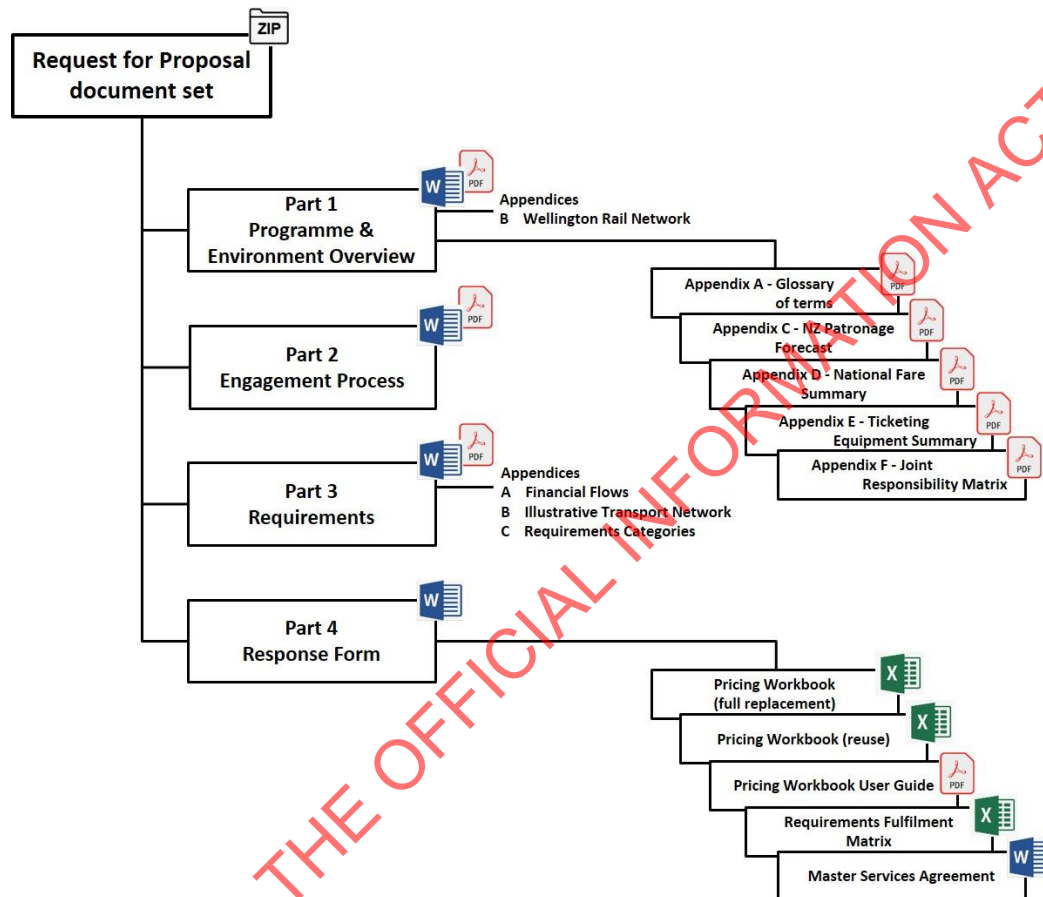 ZIP
Request for Proposal
document set
W
PDF
Part 1
Programme &
Environment Overview
Appendices
B Wellington Rail Network
PDF
Appendix A - Glossary
of terms
PDF
Appendix C - NZ Patronage
Forecast
PDF
Appendix D - National Fare
Summary
PDF
Appendix E - Ticketing
Equipment Summary
PDF
Appendix F - Joint
Responsibility Matrix
W
PDF
Part 2
Engagement Process
W
PDF
Part 3
Requirements
Appendices
A Financial Flows
B Illustrative Transport Network
C Requirements Categories
W
Part 4
Response Form
X
Pricing Workbook
(full replacement)
X
Pricing Workbook (reuse)
PDF
Pricing Workbook User Guide
X
Requirements Fulfilment
Matrix
W
Master Services Agreement
THE OFFICIAL INFORMATION ACT